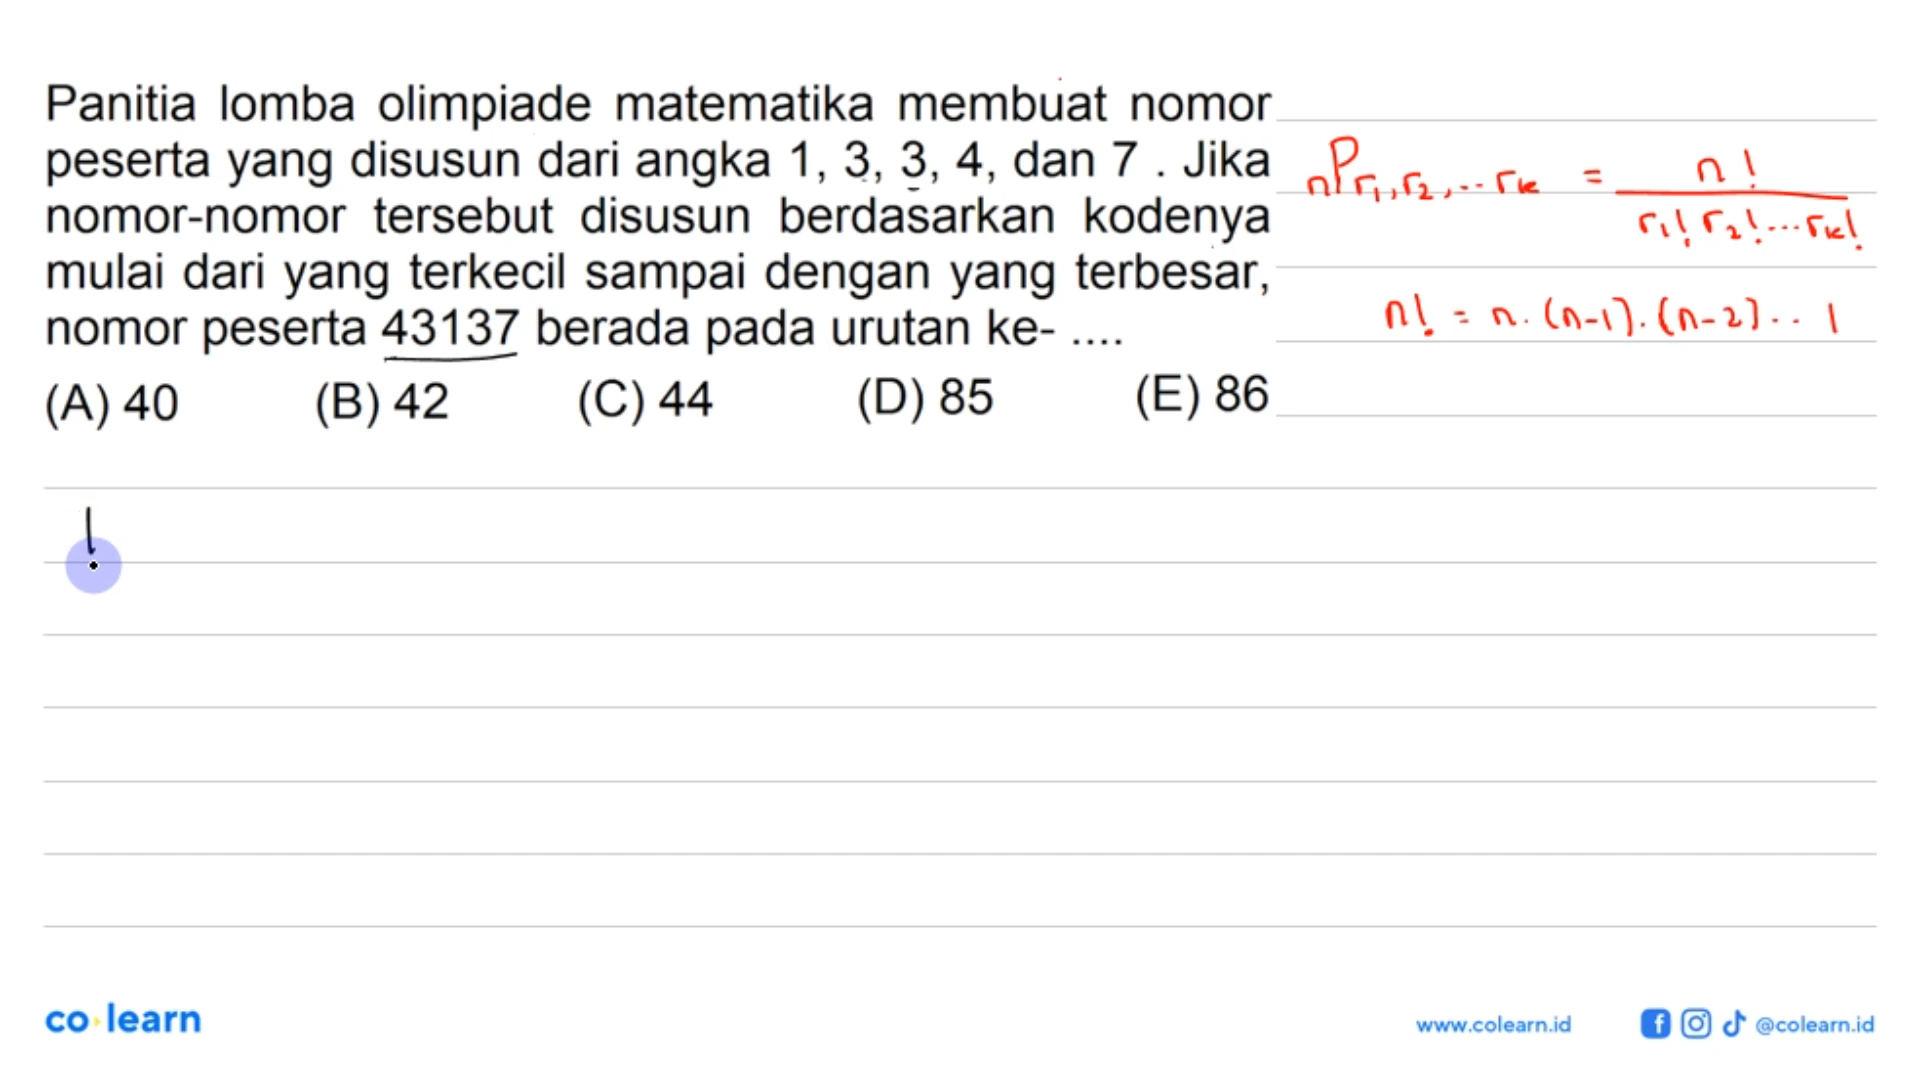 Panitia lomba olimpiade matematika membuat nomor
peserta yang disusun dari angka 1, 3, 3, 4, dan 7 . Jika
nomor-nomor tersebut disusun berdasarkan kodenya
mulai dari yang terkecil sampai dengan yang terbesar,
nomor peserta 43137 berada pada urutan ke- ....
(A) 40 (B) 42 (C) 44 (D) 85 (E) 86
nPr₁,r₂,...rk = n! / r₁! r₂!...rk!
n! = n.(n-1).(n-2)...1
1
co learn
www.colearn.id @colearn.id